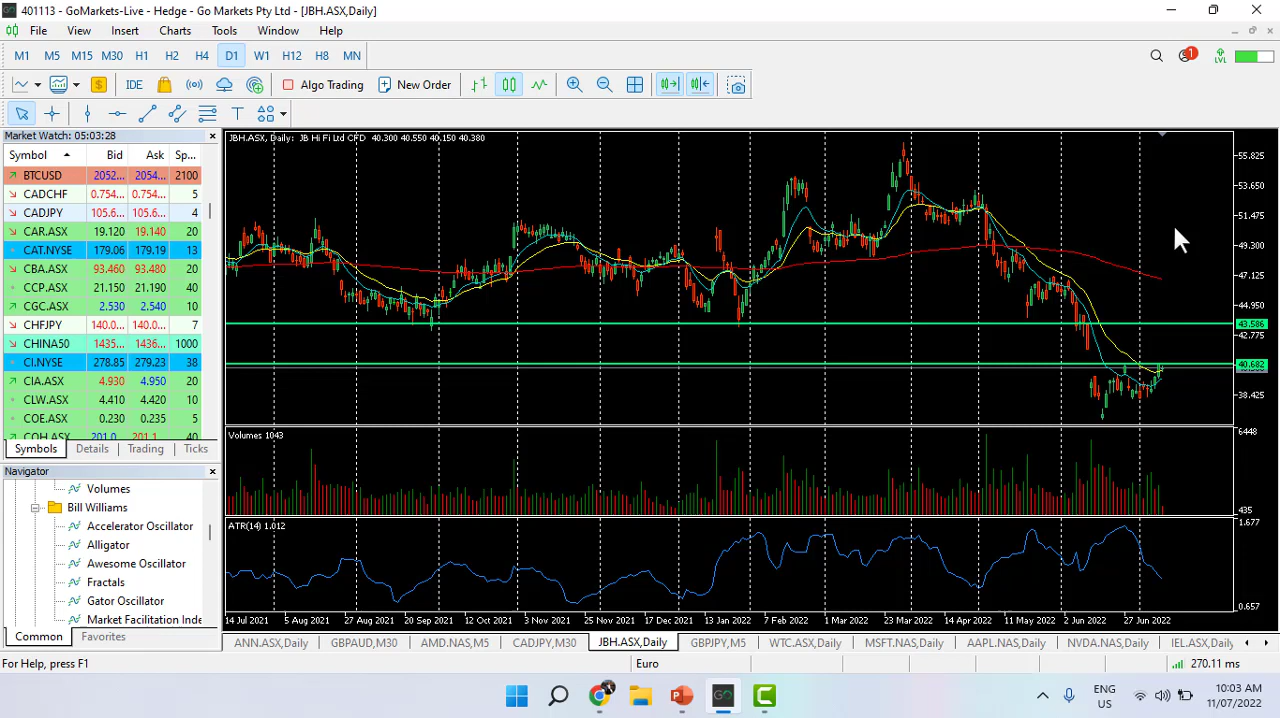 401113 - GoMarkets-Live - Hedge - Go Markets Pty Ltd - [JBH.ASX,Daily]
File View Insert Charts Tools Window Help
M1 M5 M15 M30 H1 H2 H4 D1 W1 H12 H8 MN
1 LVL
IDE Algo Trading New Order
Market Watch: 05:03:28
Symbol Bid Ask Sp...
BTCUSD 2052... 2054... 2100
CADCHF 0.754... 0.754... 5
CADJPY 105.6... 105.6... 4
CAR.ASX 19.120 19.140 20
CAT.NYSE 179.06 179.19 13
CBA.ASX 93.460 93.480 20
CCP.ASX 21.150 21.190 40
CGC.ASX 2.530 2.540 10
CHFJPY 140.0... 140.0... 7
CHINA50 1435... 1436... 1000
CI.NYSE 278.85 279.23 38
CIA.ASX 4.930 4.950 20
CLW.ASX 4.410 4.420 10
COE.ASX 0.230 0.235 5
COH.ASX 201.0 201.1 40
Symbols Details Trading Ticks
Navigator
Volumes
Bill Williams
Accelerator Oscillator
Alligator
Awesome Oscillator
Fractals
Gator Oscillator
Market Facilitation Inde
Common Favorites
JBH.ASX, Daily: JB Hi Fi Ltd CFD 40.300 40.550 40.150 40.380
55.825
53.650
51.475
49.300
47.125
44.950
43.586
42.775
40.682
38.425
Volumes 1043
6448
435
ATR(14) 1.012
1.677
0.657
14 Jul 2021 5 Aug 2021 27 Aug 2021 20 Sep 2021 12 Oct 2021 3 Nov 2021 25 Nov 2021 17 Dec 2021 13 Jan 2022 7 Feb 2022 1 Mar 2022 23 Mar 2022 14 Apr 2022 11 May 2022 2 Jun 2022 27 Jun 2022
ANN.ASX,Daily GBPAUD,M30 AMD.NAS,M5 CADJPY,M30 JBH.ASX,Daily GBPJPY,M5 WTC.ASX,Daily MSFT.NAS,Daily AAPL.NAS,Daily NVDA.NAS,Daily IEL.ASX,Daily
For Help, press F1 Euro 270.11 ms
GO
ENG
US
10:03 AM
11/07/2022